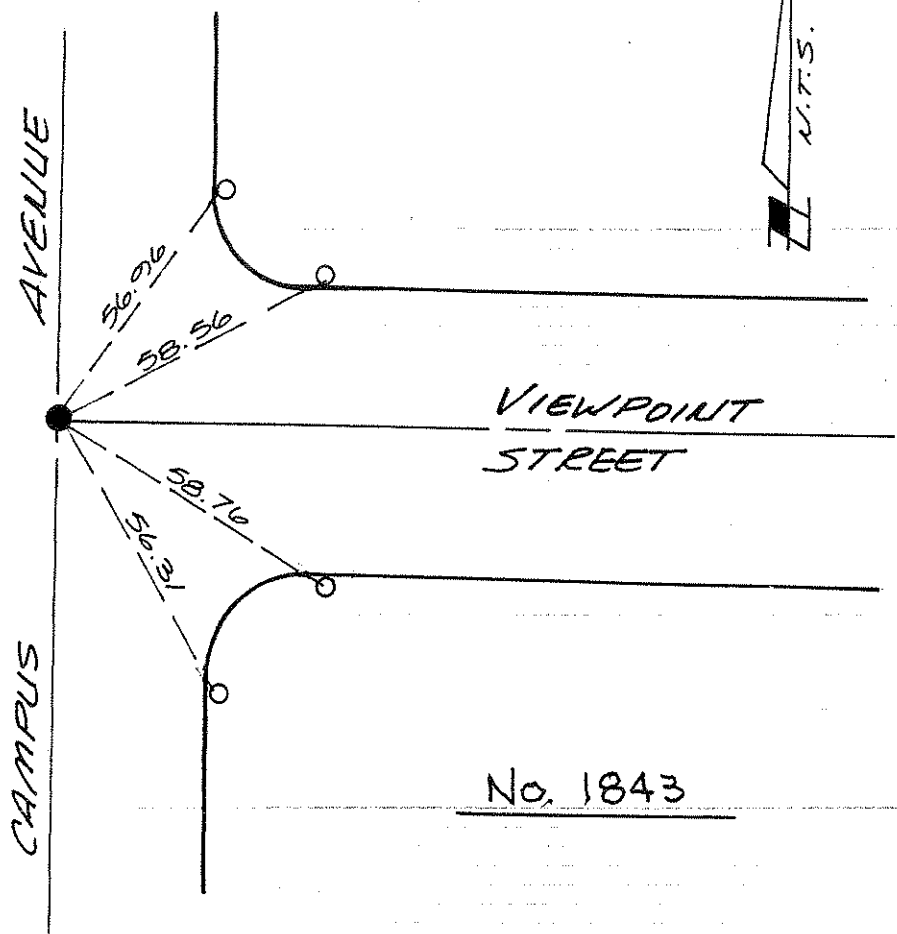 N.T.S.
CAMPUS AVENUE
56.96
58.56
VIEWPOINT
STREET
58.76
56.31
No. 1843